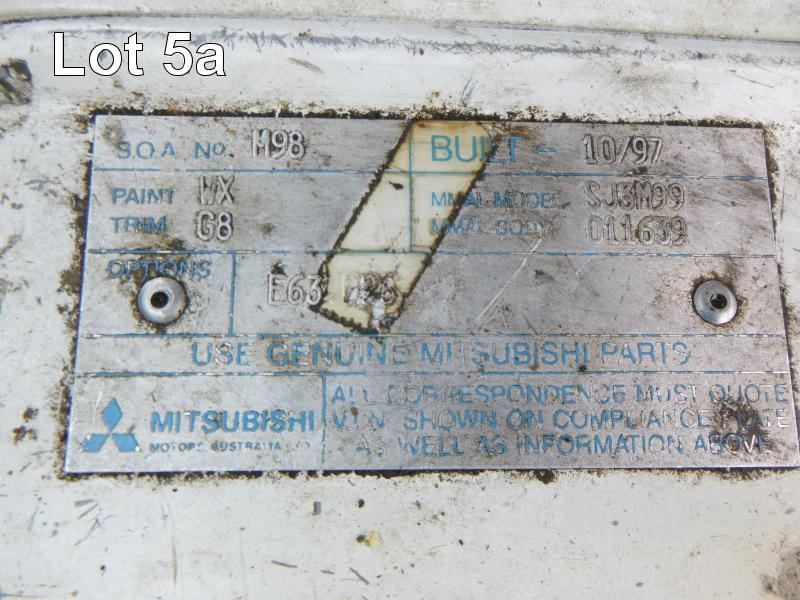 Lot 5a
S.O.A No. M98 BUILT - 10/97
PAINT WX MMAL MODEL SJ3M99
TRIM G8 MMAL BODY 011639
OPTIONS
E63
USE GENUINE MITSUBISHI PARTS
MITSUBISHI
MOTORS AUSTRALIA LTD
ALL CORRESPONDENCE MUST QUOTE
V.I.N. SHOWN ON COMPLIANCE PLATE
AS WELL AS INFORMATION ABOVE